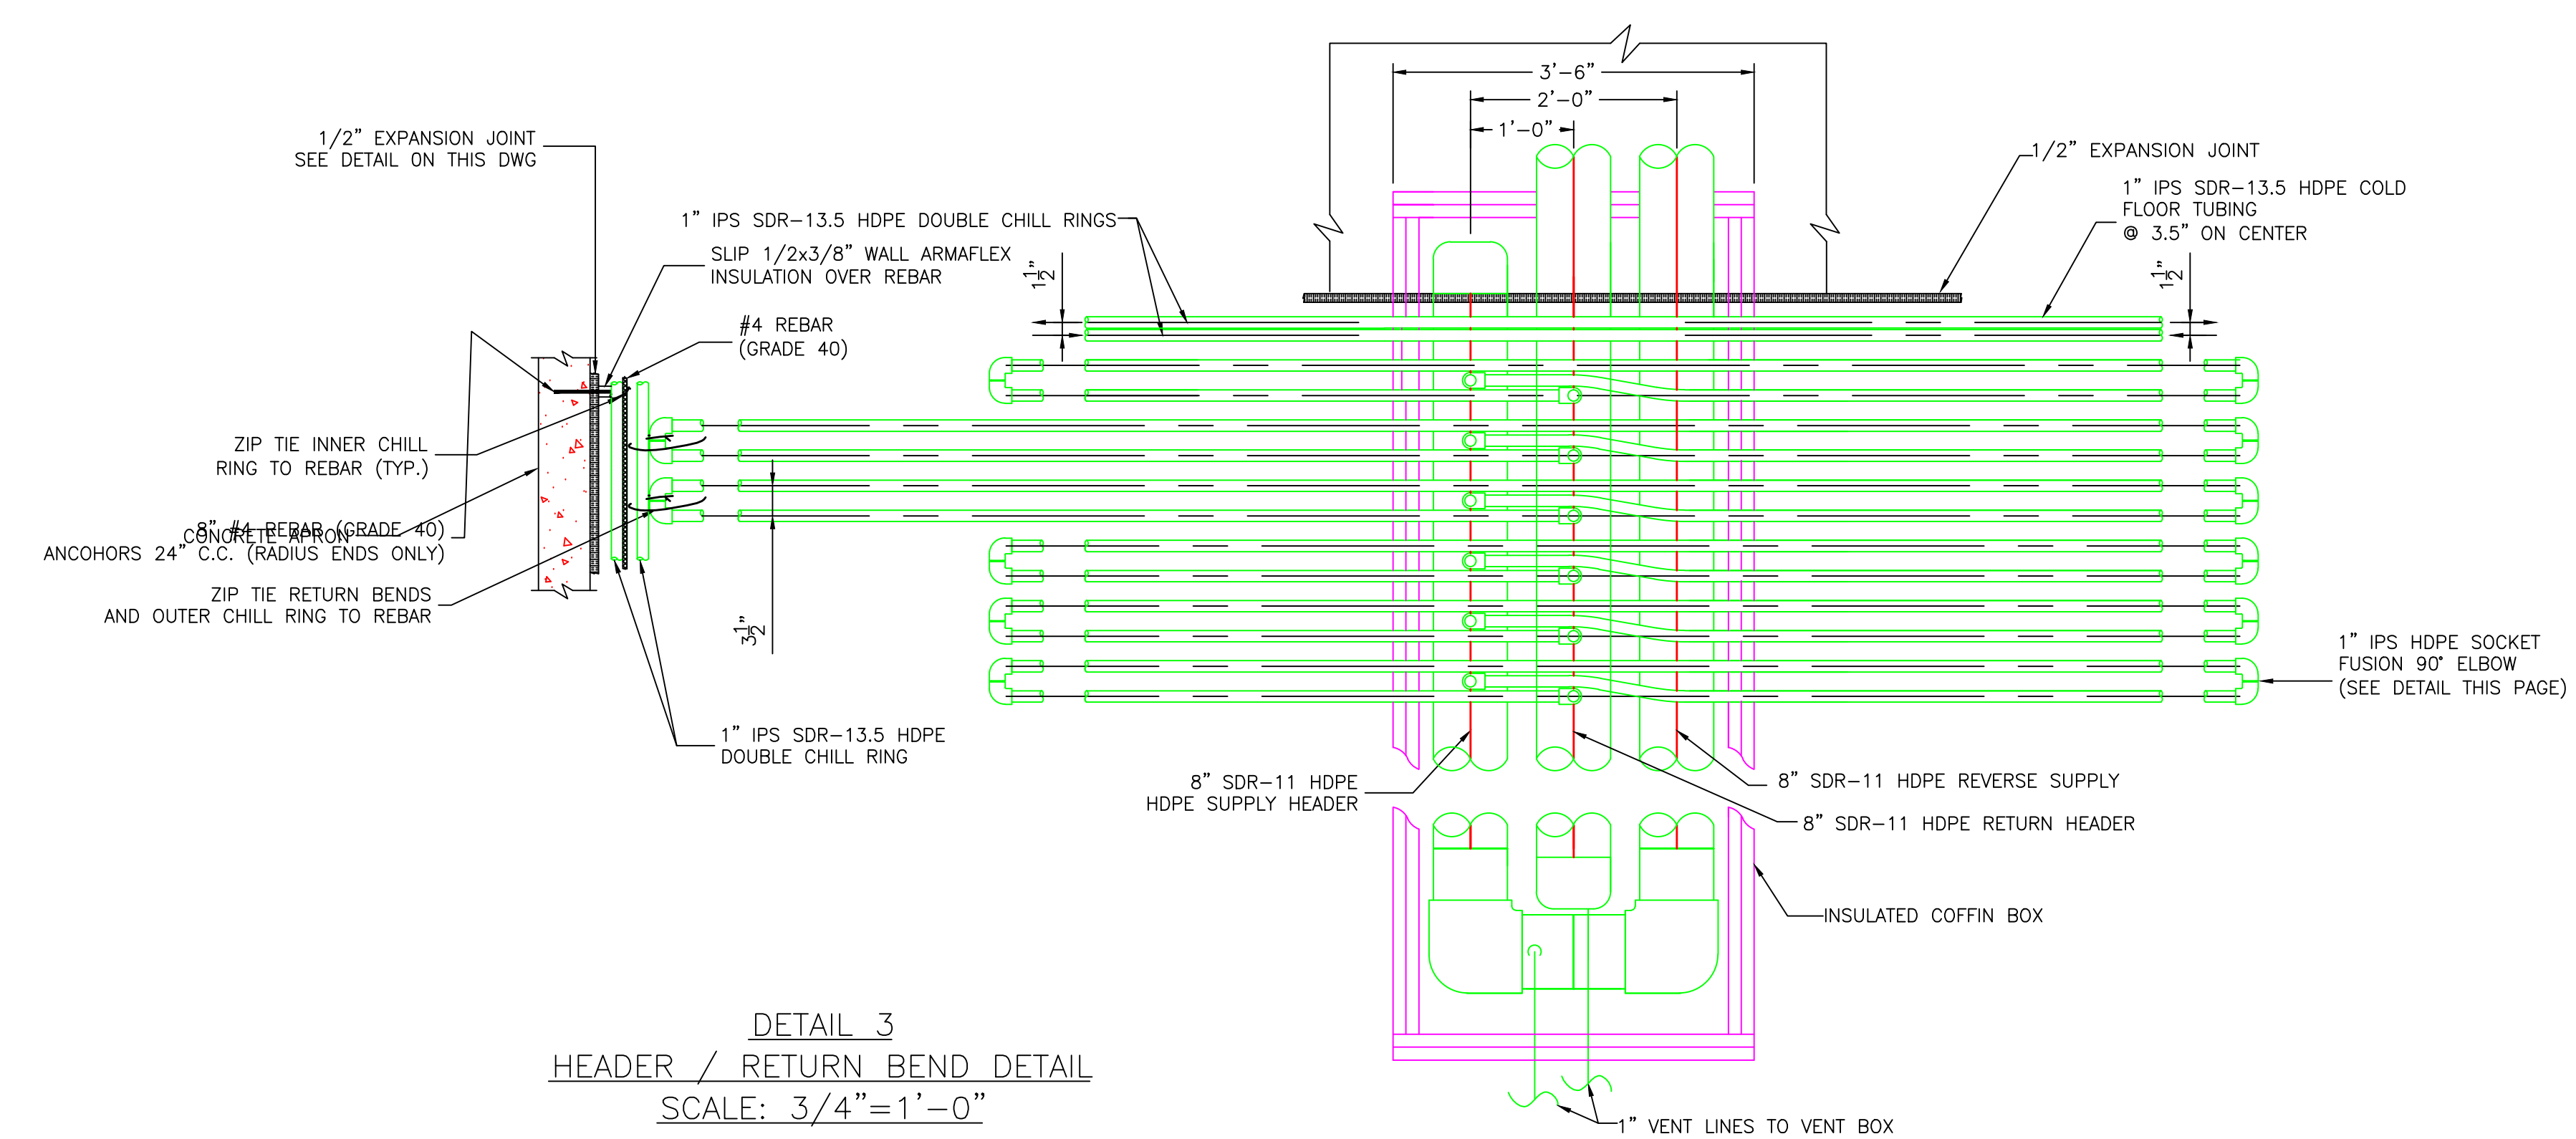 3'-6"
2'-0"
1'-0"
1/2" EXPANSION JOINT
SEE DETAIL ON THIS DWG
1" IPS SDR-13.5 HDPE DOUBLE CHILL RINGS
SLIP 1/2x3/8" WALL ARMAFLEX
INSULATION OVER REBAR
1 1/2"
#4 REBAR
(GRADE 40)
1/2" EXPANSION JOINT
1" IPS SDR-13.5 HDPE COLD
FLOOR TUBING
@ 3.5" ON CENTER
1 1/2"
ZIP TIE INNER CHILL
RING TO REBAR (TYP.)
8" #4 REBAR (GRADE 40)
ANCOHORS 24" C.C. (RADIUS ENDS ONLY)
CONCRETE APRON
ZIP TIE RETURN BENDS
AND OUTER CHILL RING TO REBAR
3 1/2"
1" IPS SDR-13.5 HDPE
DOUBLE CHILL RING
1" IPS HDPE SOCKET
FUSION 90° ELBOW
(SEE DETAIL THIS PAGE)
8" SDR-11 HDPE
HDPE SUPPLY HEADER
8" SDR-11 HDPE REVERSE SUPPLY
8" SDR-11 HDPE RETURN HEADER
INSULATED COFFIN BOX
1" VENT LINES TO VENT BOX
DETAIL 3
HEADER / RETURN BEND DETAIL
SCALE: 3/4"=1'-0"